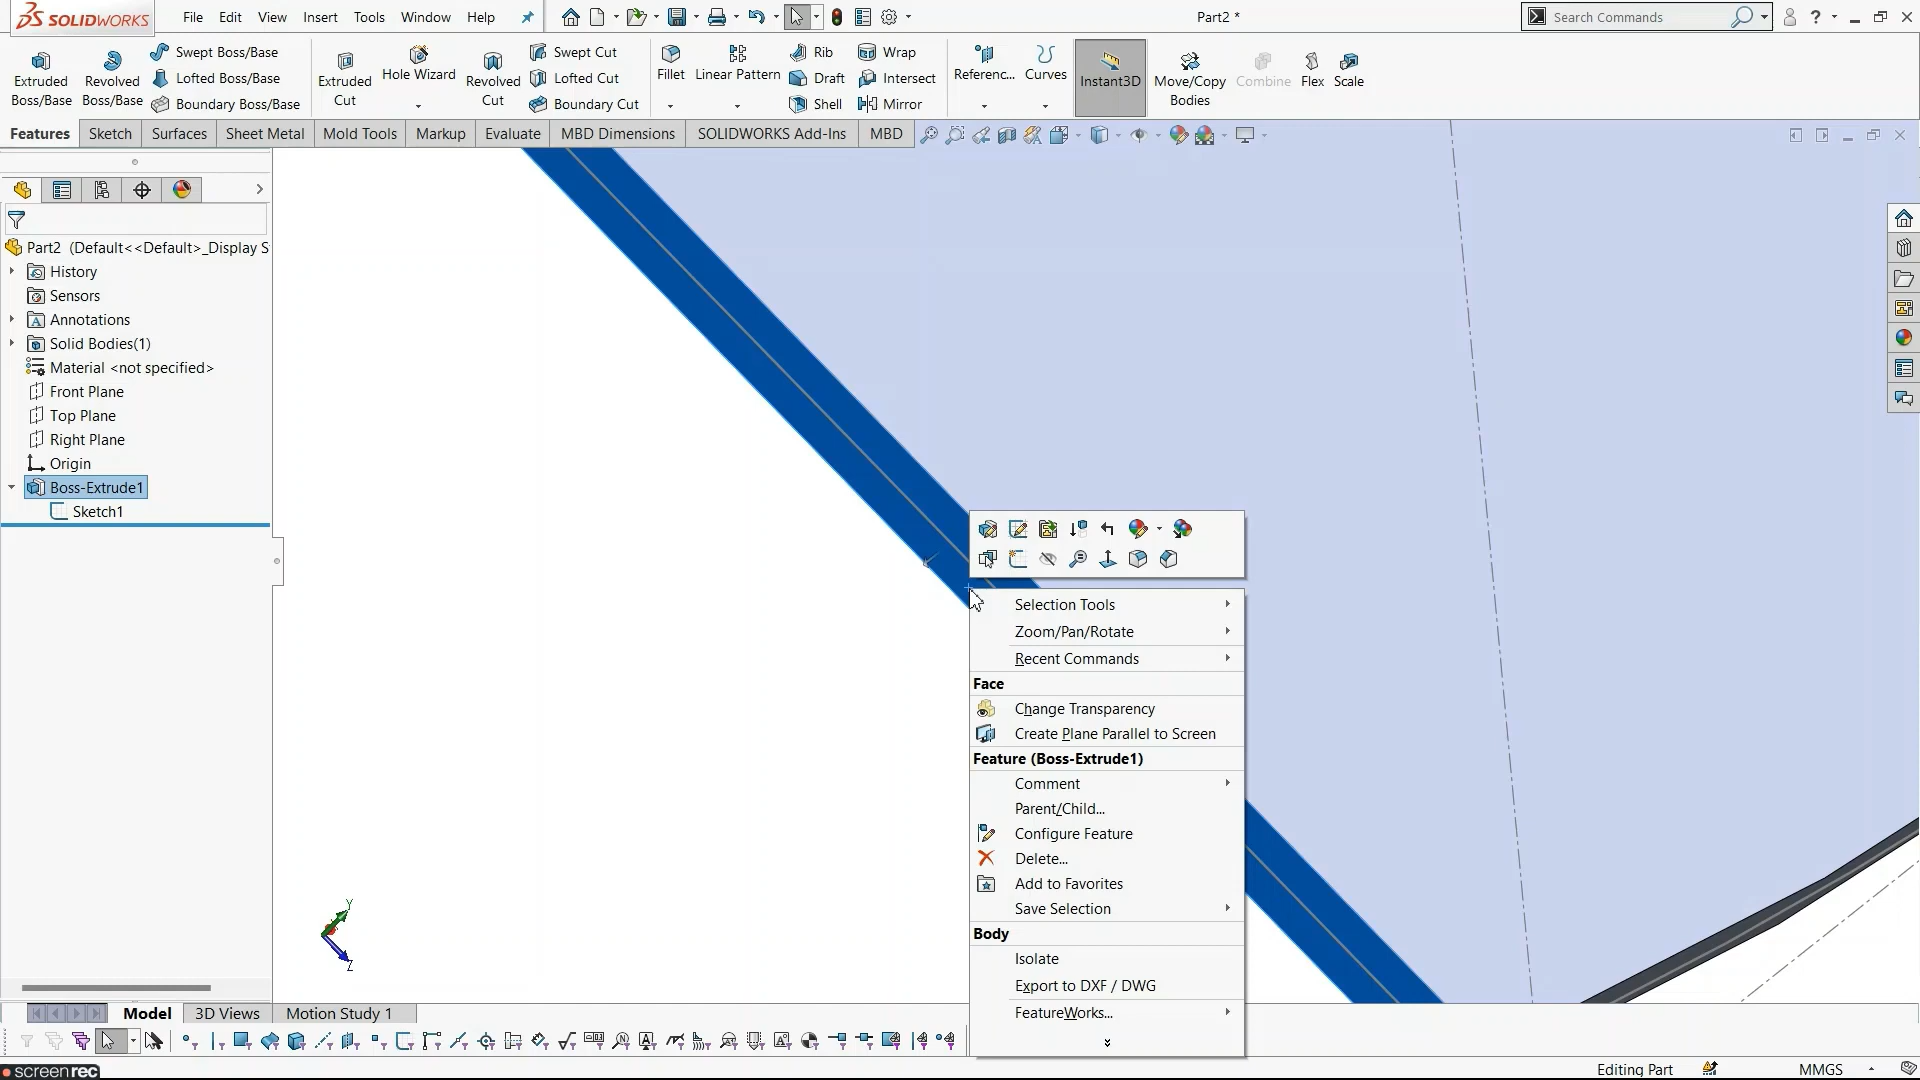 SOLIDWORKS File Edit View Insert Tools Window Help Part2 * Search Commands ?
Extruded Boss/Base
Revolved Boss/Base
Swept Boss/Base
Lofted Boss/Base
Boundary Boss/Base
Extruded Cut
Hole Wizard
Revolved Cut
Swept Cut
Lofted Cut
Boundary Cut
Fillet
Linear Pattern
Rib
Draft
Shell
Wrap
Intersect
Mirror
Referenc...
Curves
Instant3D
Move/Copy Bodies
Combine
Flex
Scale
Features Sketch Surfaces Sheet Metal Mold Tools Markup Evaluate MBD Dimensions SOLIDWORKS Add-Ins MBD
Part2 (Default<<Default>_Display S
History
Sensors
Annotations
Solid Bodies(1)
Material <not specified>
Front Plane
Top Plane
Right Plane
Origin
Boss-Extrude1
Sketch1
Selection Tools
Zoom/Pan/Rotate
Recent Commands
Face
Change Transparency
Create Plane Parallel to Screen
Feature (Boss-Extrude1)
Comment
Parent/Child...
Configure Feature
Delete...
Add to Favorites
Save Selection
Body
Isolate
Export to DXF / DWG
FeatureWorks...
Y
Z
Model 3D Views Motion Study 1
screenrec
Editing Part MMGS